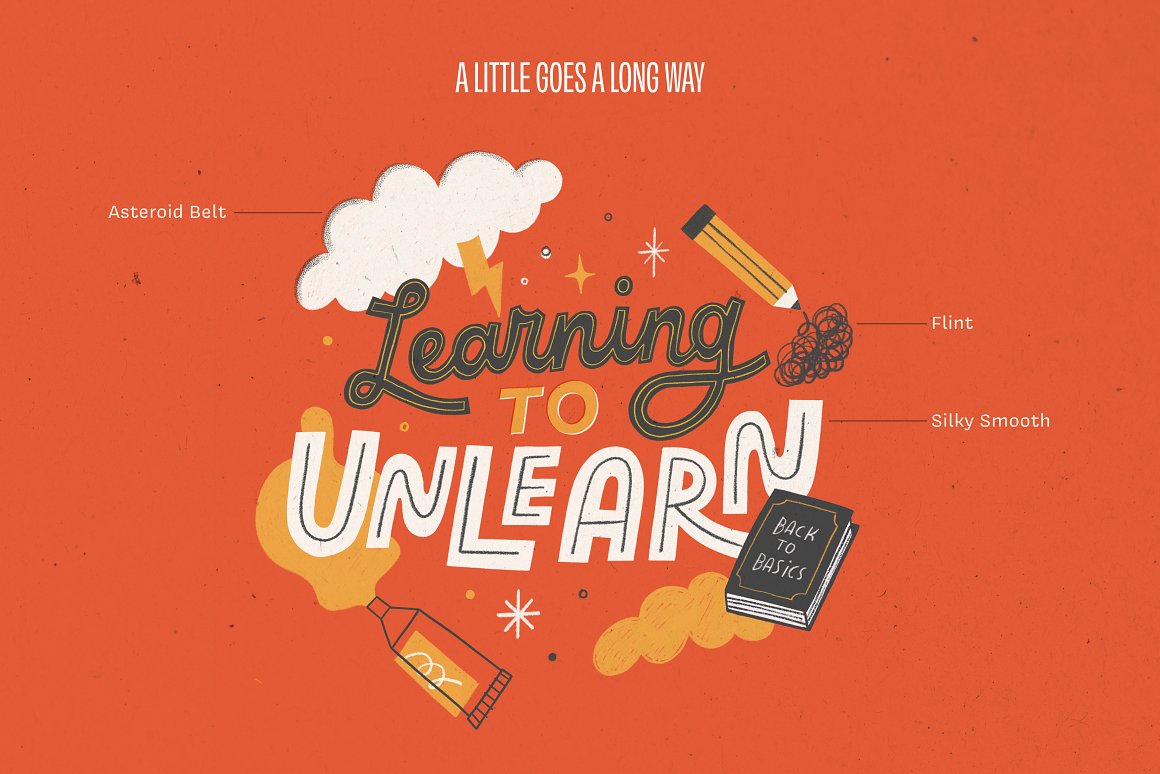 A LITTLE GOES A LONG WAY
Asteroid Belt
Learning
TO
UNLEARN
Flint
Silky Smooth
BACK
TO
BASICS